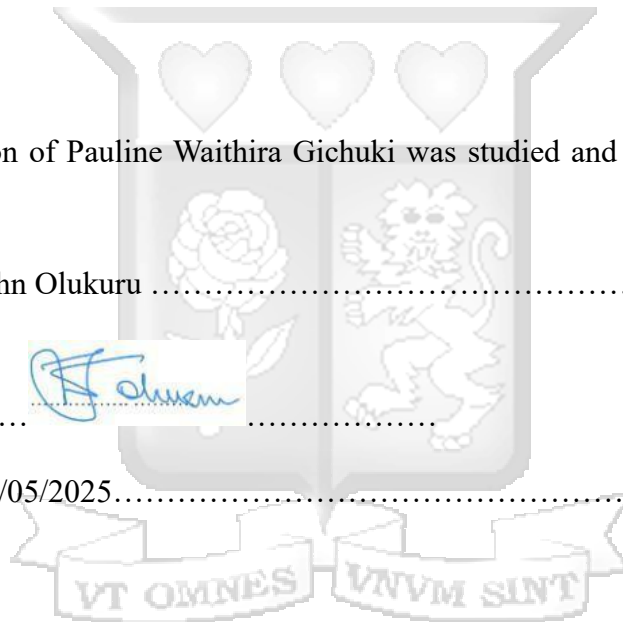 on of Pauline Waithira Gichuki was studied and
hn Olukuru ……………………………………………
…
………………
/05/2025……………………………………………
VT OMNES VNVM SINT